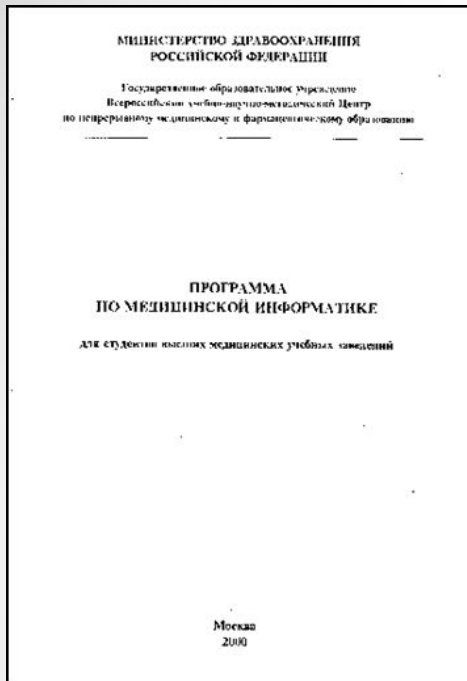 МИНИСТЕРСТВО ЗДРАВООХРАНЕНИЯ
РОССИЙСКОЙ ФЕДЕРАЦИИ
Государственное образовательное учреждение
Всероссийский учебно-научно-методический Центр
по непрерывному медицинскому и фармацевтическому образованию
ПРОГРАММА
ПО МЕДИЦИНСКОЙ ИНФОРМАТИКЕ
для студентов высших медицинских учебных заведений
Москва
2000